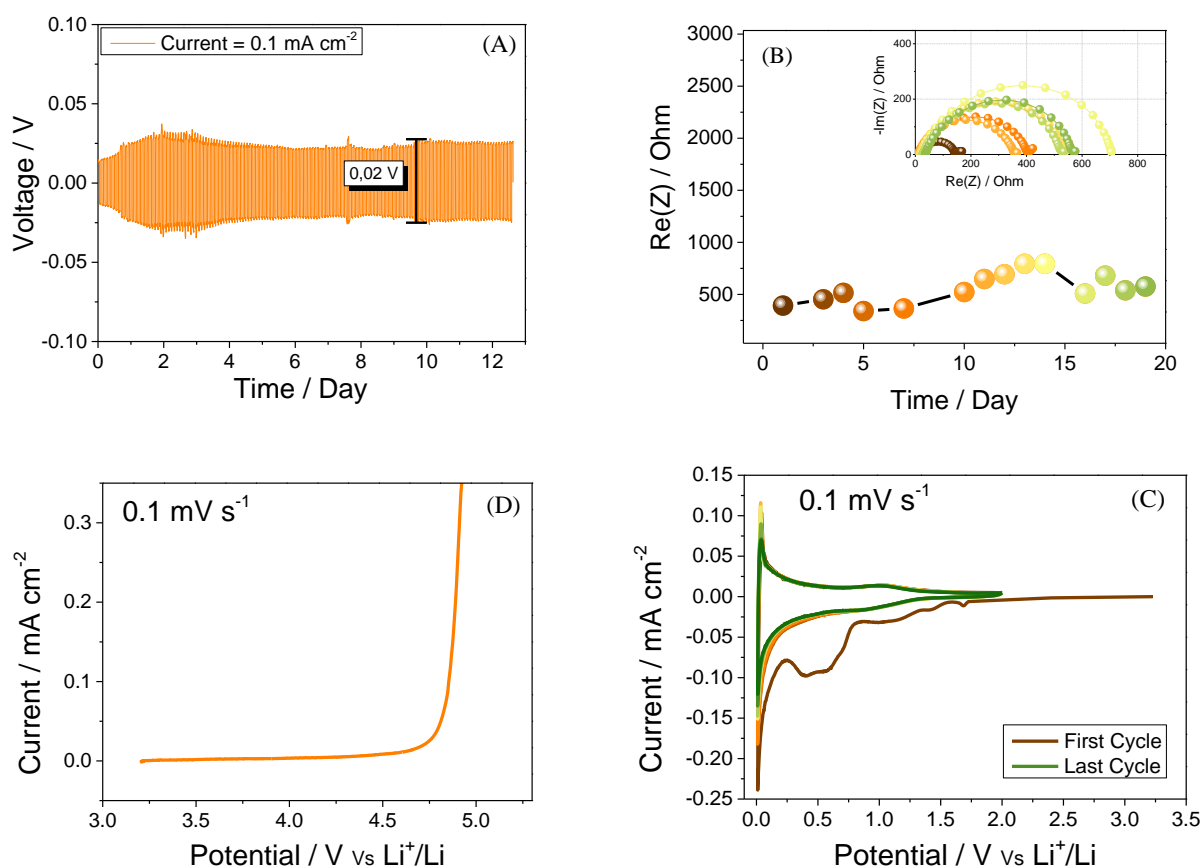 Current = 0.1 mA cm⁻²
(A)
0.10
0.05
0.00
-0.05
-0.10
Voltage / V
0,02 V
0 2 4 6 8 10 12
Time / Day
(B)
3000
2500
2000
1500
1000
500
Re(Z) / Ohm
400
200
0
-Im(Z) / Ohm
0 200 400 600 800
Re(Z) / Ohm
0 5 10 15 20
Time / Day
0.1 mV s⁻¹
(D)
0.3
0.2
0.1
0.0
Current / mA cm⁻²
3.0 3.5 4.0 4.5 5.0
Potential / V Vs Li⁺/Li
0.1 mV s⁻¹
(C)
0.15
0.10
0.05
0.00
-0.05
-0.10
-0.15
-0.20
-0.25
Current / mA cm⁻²
First Cycle
Last Cycle
0.0 0.5 1.0 1.5 2.0 2.5 3.0 3.5
Potential / V Vs Li⁺/Li